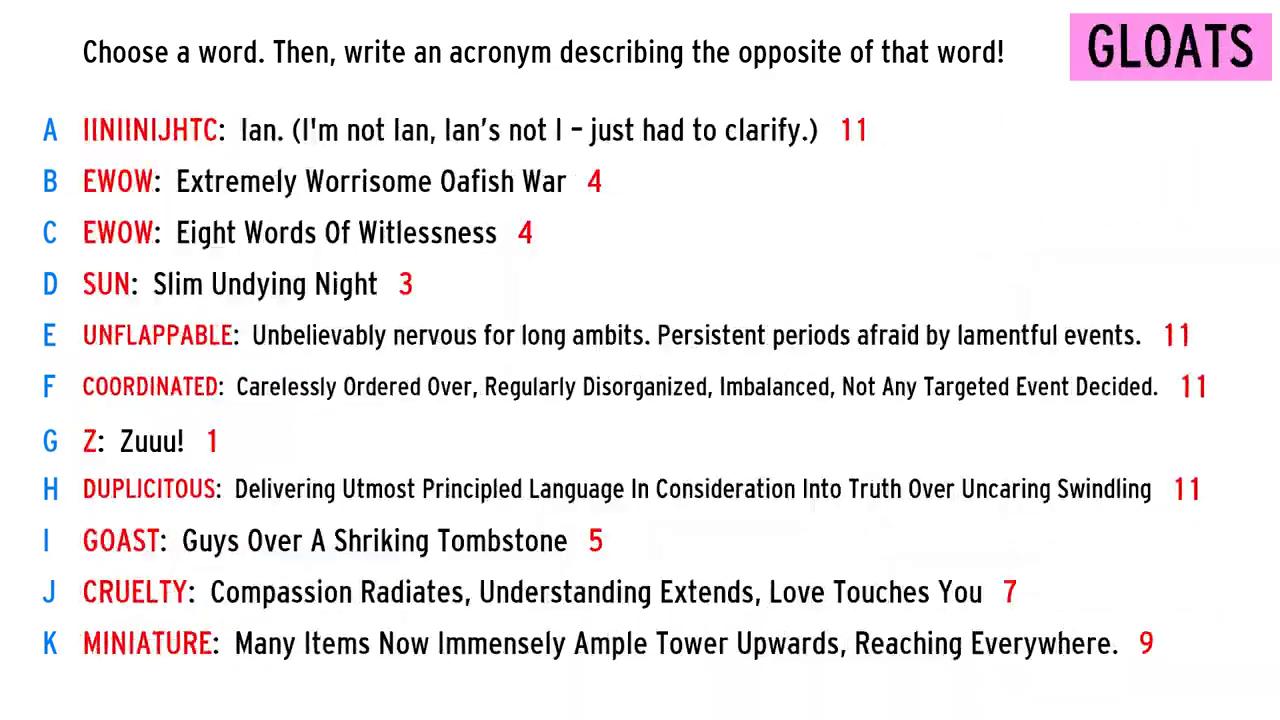 Choose a word. Then, write an acronym describing the opposite of that word!
GLOATS
A IINIINIJHTC: Ian. (I'm not Ian, Ian’s not I – just had to clarify.) 11
B EWOW: Extremely Worrisome Oafish War 4
C EWOW: Eight Words Of Witlessness 4
D SUN: Slim Undying Night 3
E UNFLAPPABLE: Unbelievably nervous for long ambits. Persistent periods afraid by lamentful events. 11
F COORDINATED: Carelessly Ordered Over, Regularly Disorganized, Imbalanced, Not Any Targeted Event Decided. 11
G Z: Zuuu! 1
H DUPLICITOUS: Delivering Utmost Principled Language In Consideration Into Truth Over Uncaring Swindling 11
I GOAST: Guys Over A Shriking Tombstone 5
J CRUELTY: Compassion Radiates, Understanding Extends, Love Touches You 7
K MINIATURE: Many Items Now Immensely Ample Tower Upwards, Reaching Everywhere. 9